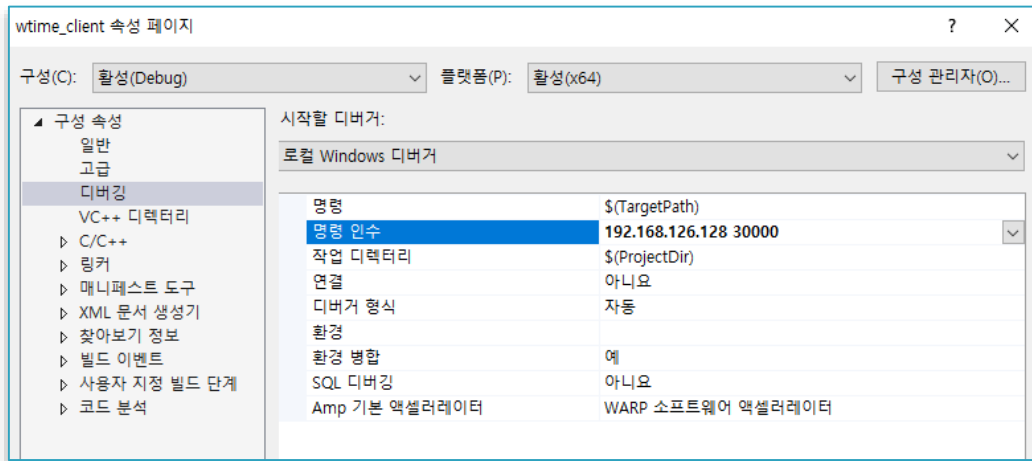 wtime_client 속성 페이지 ? ×
구성(C): 활성(Debug) 플랫폼(P): 활성(x64) 구성 관리자(O)...
구성 속성
일반
고급
디버깅
VC++ 디렉터리
C/C++
링커
매니페스트 도구
XML 문서 생성기
찾아보기 정보
빌드 이벤트
사용자 지정 빌드 단계
코드 분석
시작할 디버거:
로컬 Windows 디버거
명령 $(TargetPath)
명령 인수 192.168.126.128 30000
작업 디렉터리 $(ProjectDir)
연결 아니요
디버거 형식 자동
환경
환경 병합 예
SQL 디버깅 아니요
Amp 기본 액셀러레이터 WARP 소프트웨어 액셀러레이터